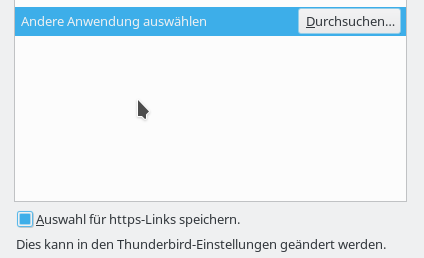 Andere Anwendung auswählen
Durchsuchen...
Auswahl für https-Links speichern.
Dies kann in den Thunderbird-Einstellungen geändert werden.